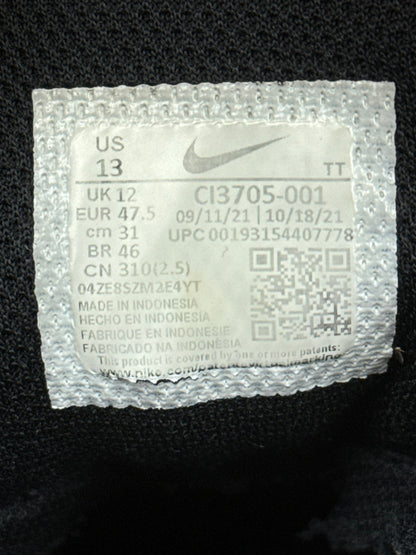 US
13
TT
UK 12
CI3705-001
EUR 47.5
09/11/21 | 10/18/21
cm 31
UPC 00193154407778
BR 46
CN 310(2.5)
04ZE8SZM2E4YT
MADE IN INDONESIA
HECHO EN INDONESIA
FABRIQUÉ EN INDONESIE
FABRICADO NA INDONÉSIA
This product is covered by one or more patents: